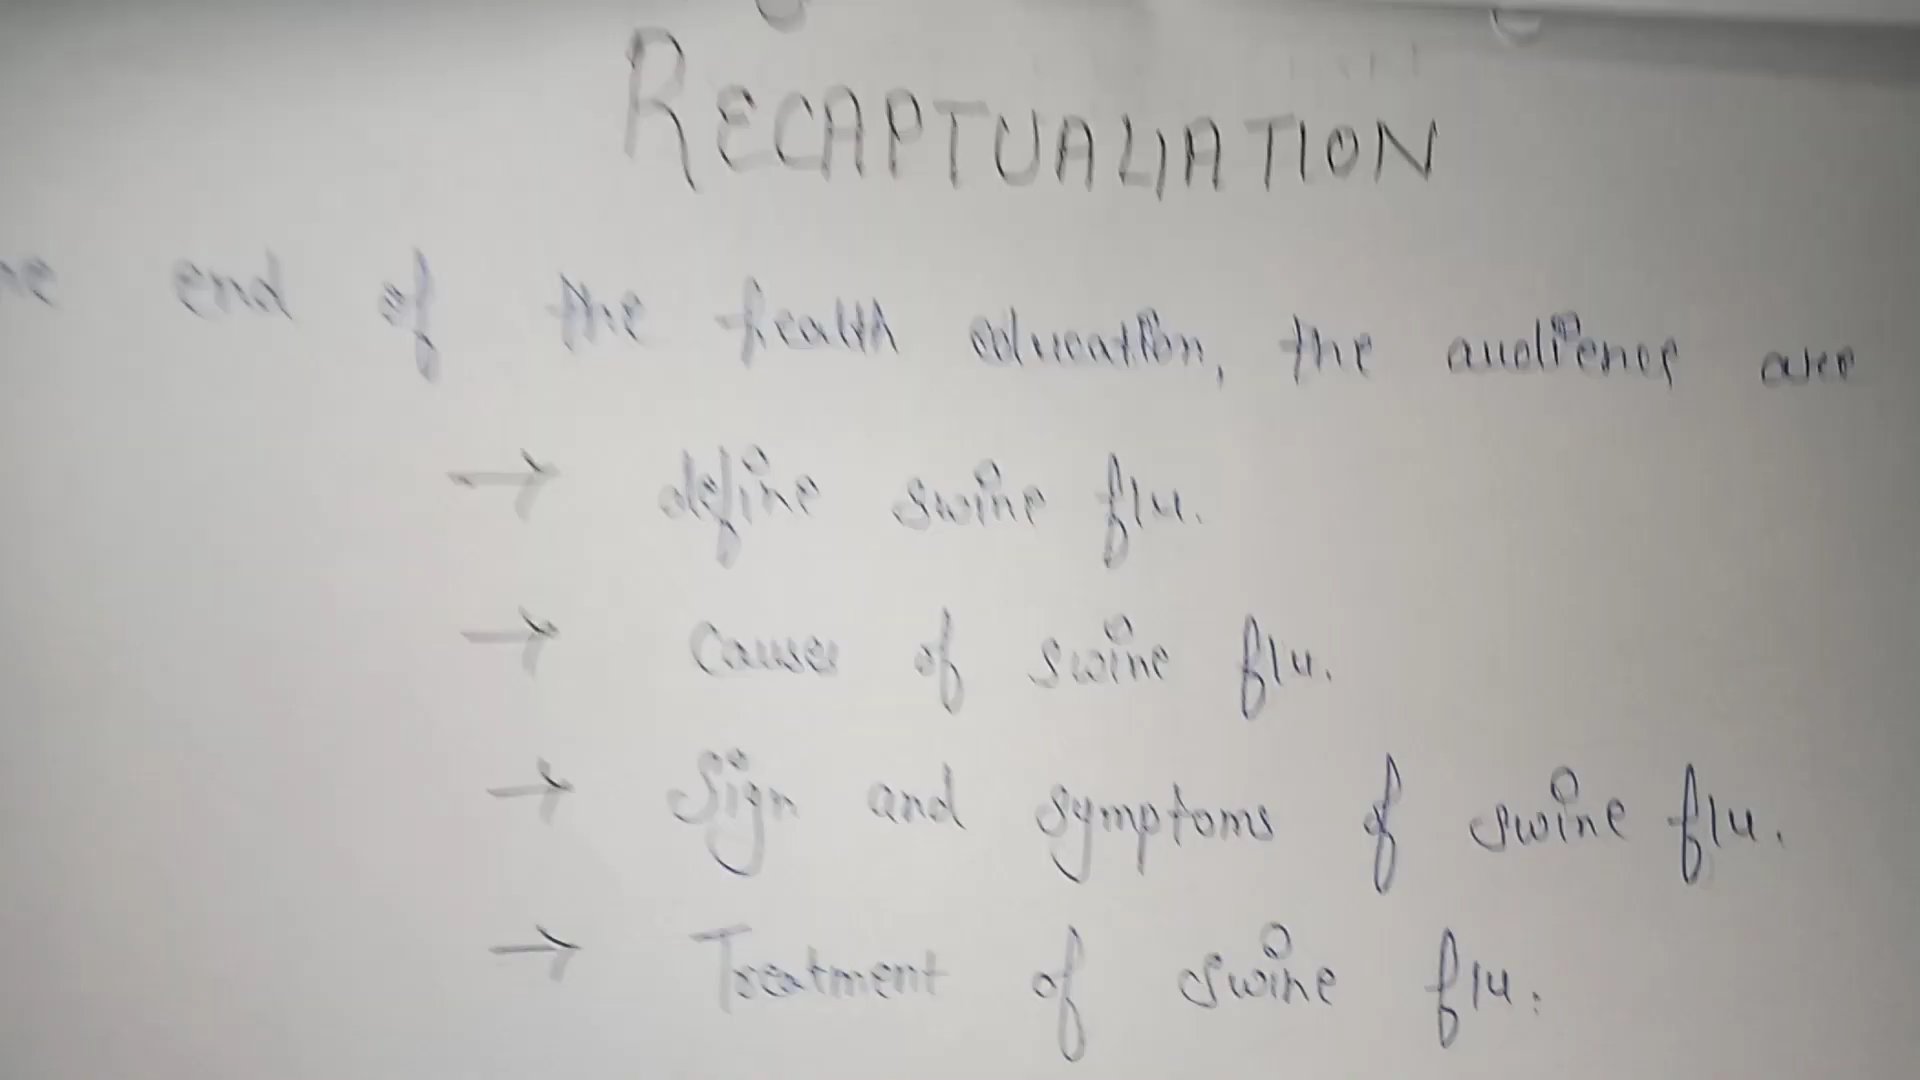 RECAPTUALIATION
end of the health education, the audience are
→ define swine flu.
→ Causes of swine flu.
→ Sign and symptoms of swine flu.
→ Treatment of swine flu.